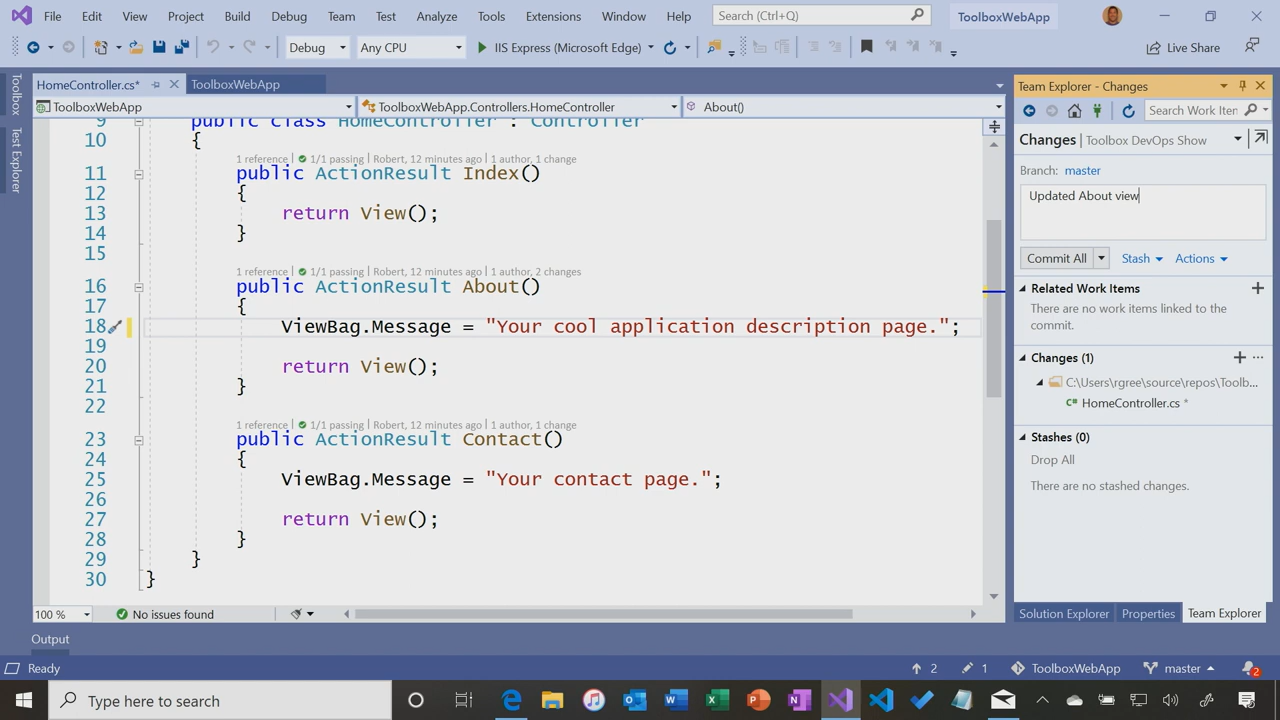 File Edit View Project Build Debug Team Test Analyze Tools Extensions Window Help Search (Ctrl+Q) ToolboxWebApp
Debug Any CPU IIS Express (Microsoft Edge) Live Share
Toolbox
Test Explorer
HomeController.cs* ToolboxWebApp
ToolboxWebApp ToolboxWebApp.Controllers.HomeController About()
9 public class HomeController : Controller
10 {
1 reference | 1/1 passing | Robert, 12 minutes ago | 1 author, 1 change
11 public ActionResult Index()
12 {
13 return View();
14 }
15
1 reference | 1/1 passing | Robert, 12 minutes ago | 1 author, 2 changes
16 public ActionResult About()
17 {
18 ViewBag.Message = "Your cool application description page.";
19
20 return View();
21 }
22
1 reference | 1/1 passing | Robert, 12 minutes ago | 1 author, 1 change
23 public ActionResult Contact()
24 {
25 ViewBag.Message = "Your contact page.";
26
27 return View();
28 }
29 }
30 }
100 % No issues found
Team Explorer - Changes
Search Work Iten
Changes | Toolbox DevOps Show
Branch: master
Updated About view
Commit All Stash Actions
Related Work Items
There are no work items linked to the
commit.
Changes (1)
C:\Users\rgree\source\repos\Toolb...
C# HomeController.cs *
Stashes (0)
Drop All
There are no stashed changes.
Solution Explorer Properties Team Explorer
Output
Ready 2 1 ToolboxWebApp master 2
Type here to search